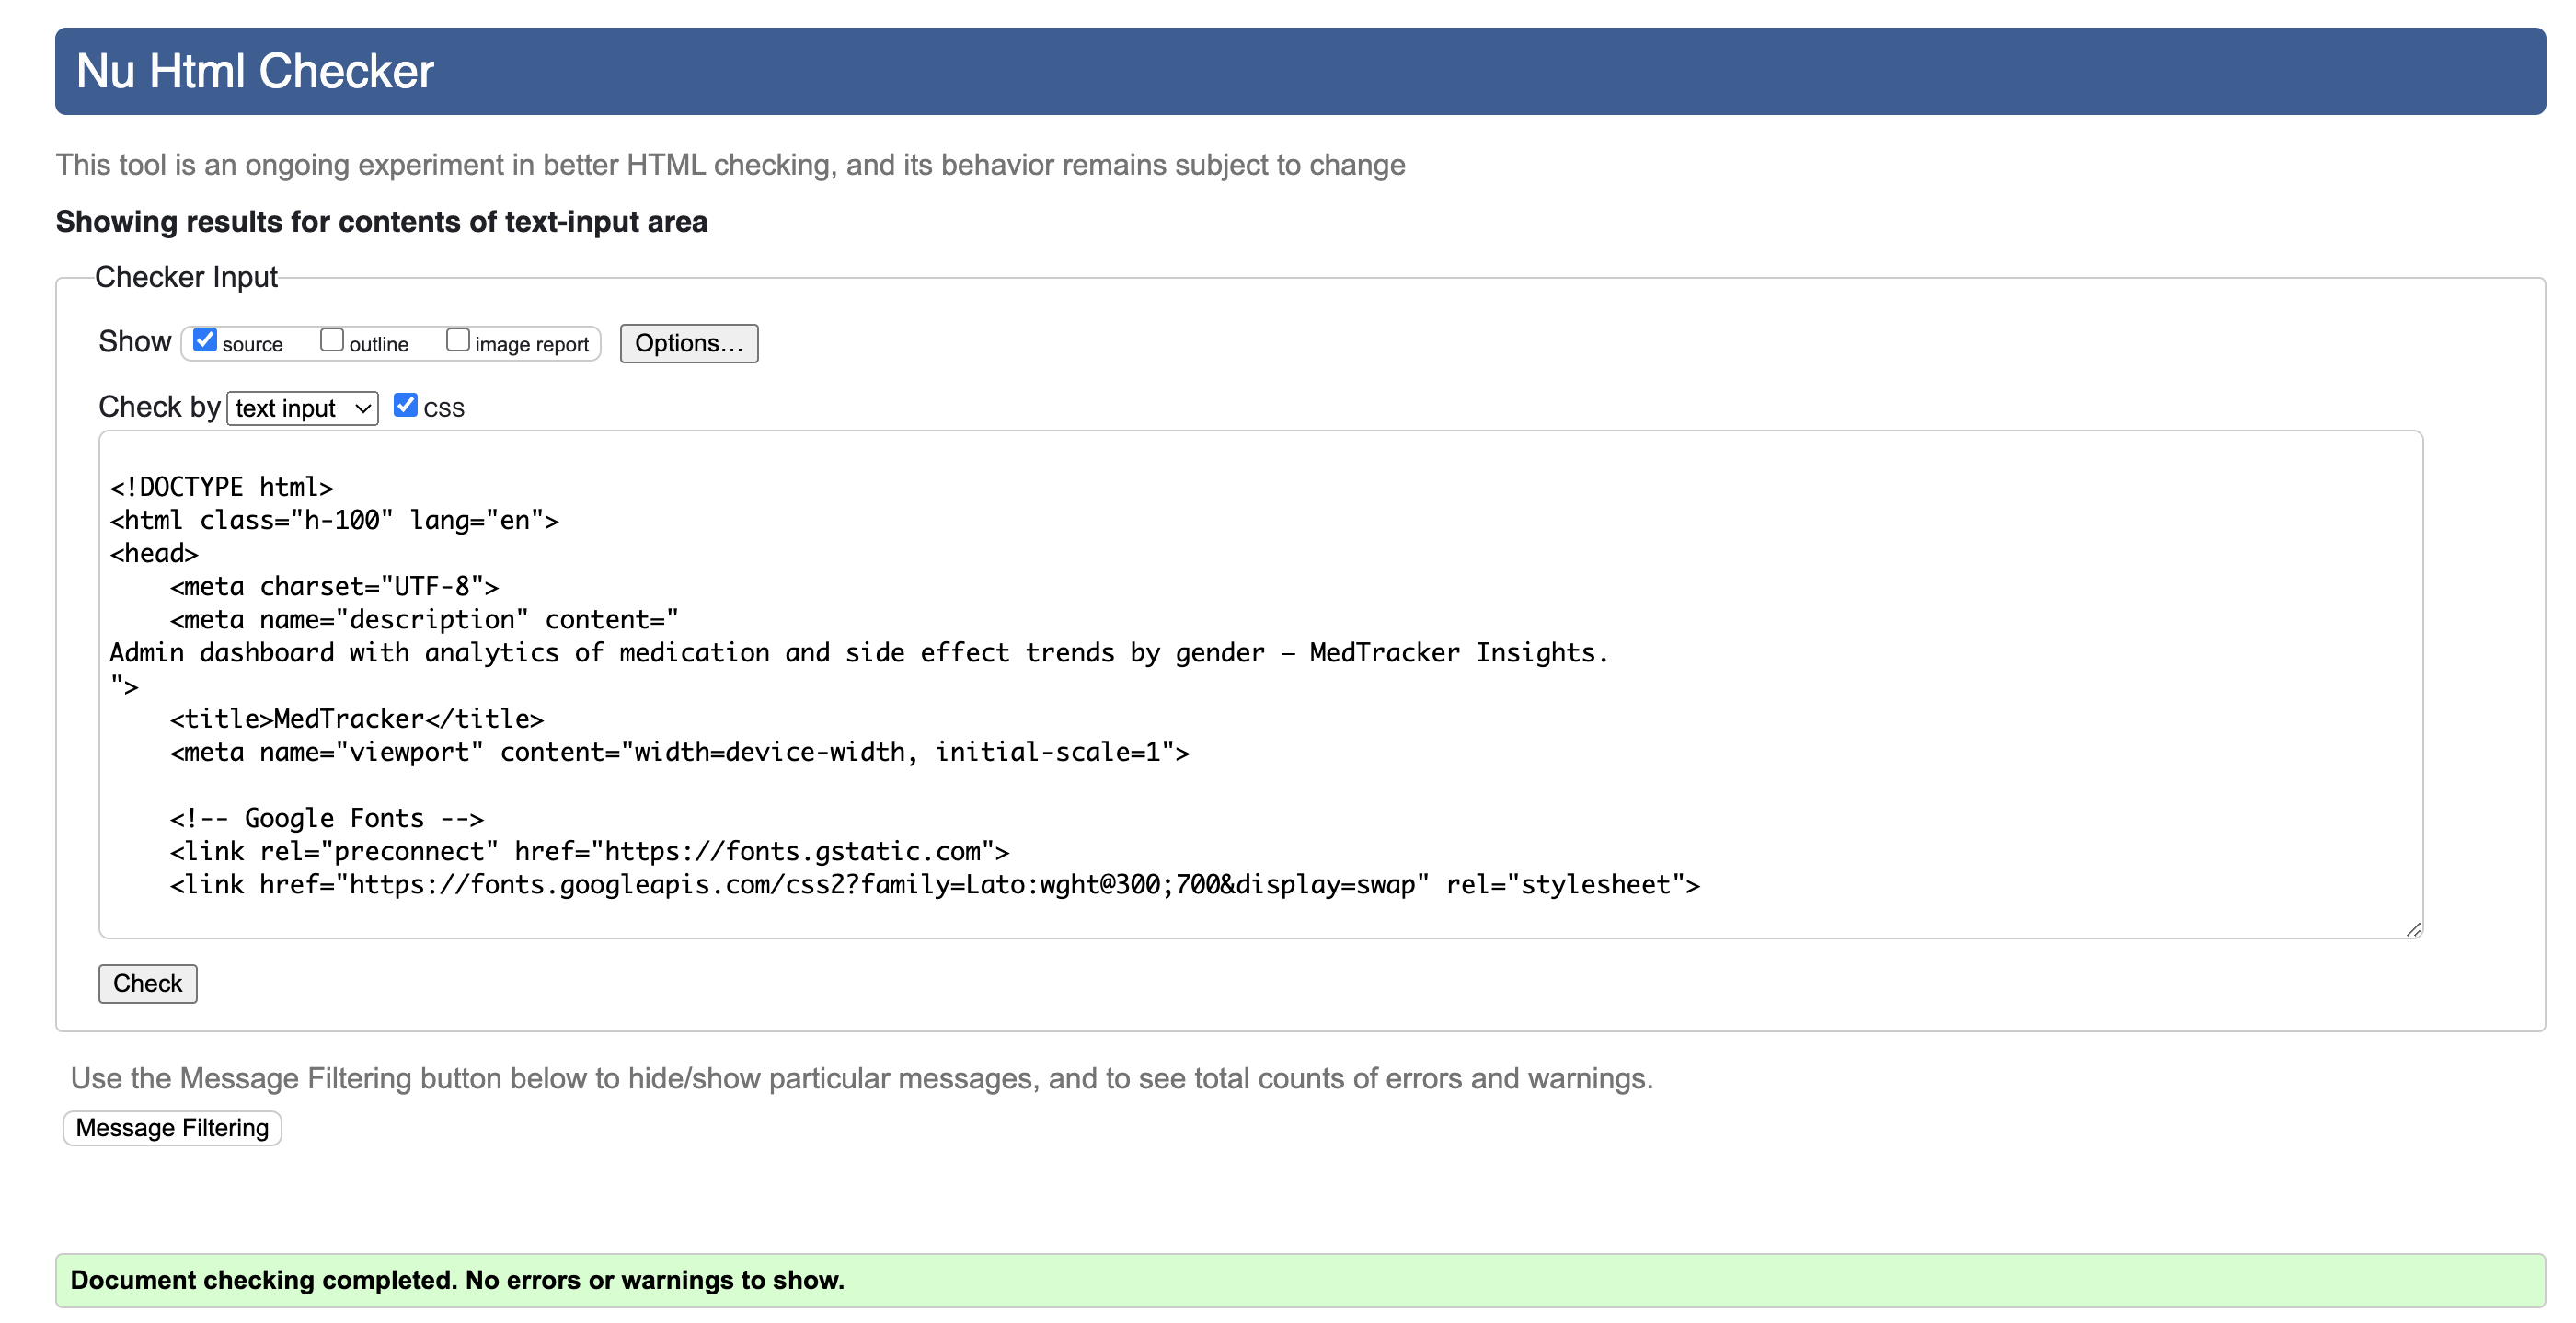 Nu Html Checker
This tool is an ongoing experiment in better HTML checking, and its behavior remains subject to change
Showing results for contents of text-input area
Checker Input
Show source outline image report Options...
Check by text input CSS
<!DOCTYPE html>
<html class="h-100" lang="en">
<head>
    <meta charset="UTF-8">
    <meta name="description" content="
Admin dashboard with analytics of medication and side effect trends by gender – MedTracker Insights.
">
    <title>MedTracker</title>
    <meta name="viewport" content="width=device-width, initial-scale=1">
    <!-- Google Fonts -->
    <link rel="preconnect" href="https://fonts.gstatic.com">
    <link href="https://fonts.googleapis.com/css2?family=Lato:wght@300;700&display=swap" rel="stylesheet">
Check
Use the Message Filtering button below to hide/show particular messages, and to see total counts of errors and warnings.
Message Filtering
Document checking completed. No errors or warnings to show.